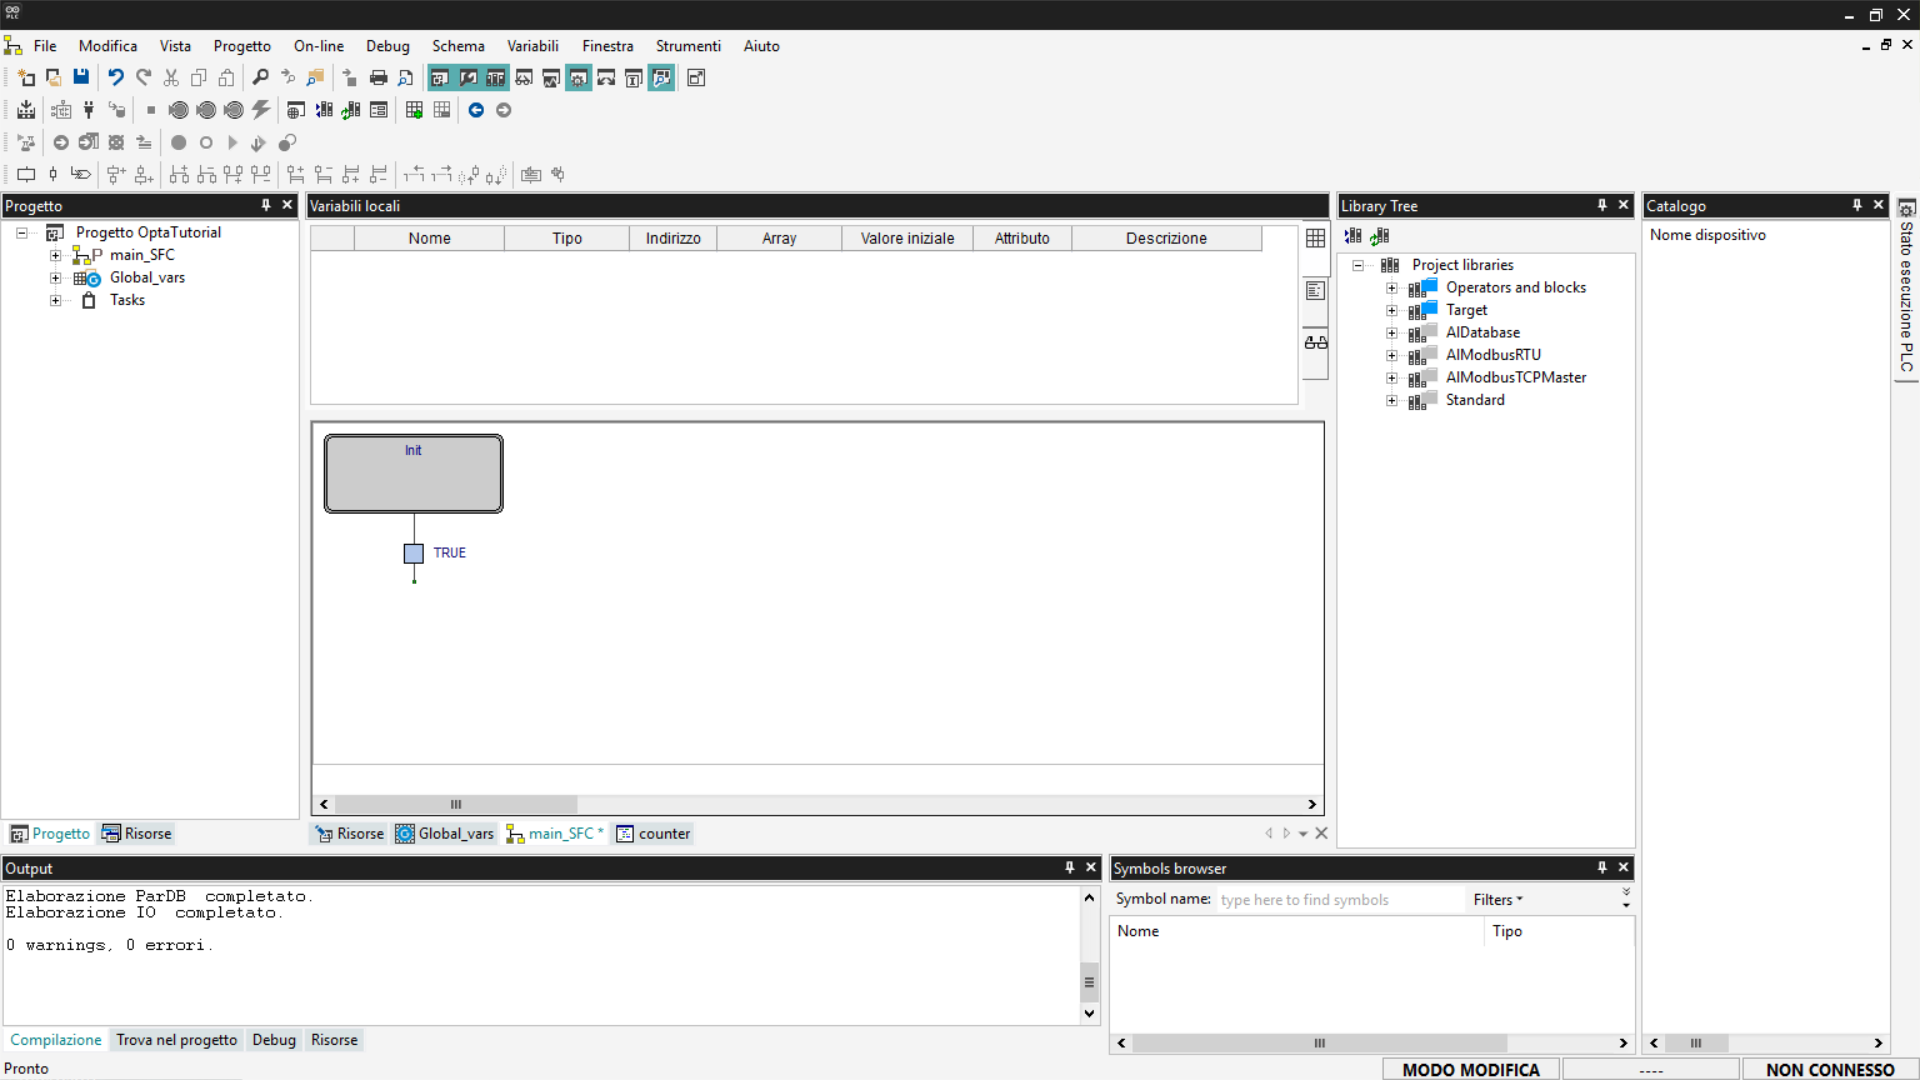 PLC
File Modifica Vista Progetto On-line Debug Schema Variabili Finestra Strumenti Aiuto
Progetto
Progetto OptaTutorial
main_SFC
Global_vars
Tasks
Progetto Risorse
Variabili locali
Nome Tipo Indirizzo Array Valore iniziale Attributo Descrizione
Init
TRUE
Risorse Global_vars main_SFC * counter
Library Tree
Project libraries
Operators and blocks
Target
AlDatabase
AlModbusRTU
AlModbusTCPMaster
Standard
Catalogo
Nome dispositivo
Stato esecuzione PLC
Output
Elaborazione ParDB completato.
Elaborazione IO completato.
0 warnings, 0 errori.
Compilazione Trova nel progetto Debug Risorse
Symbols browser
Symbol name: type here to find symbols Filters
Nome Tipo
Pronto
MODO MODIFICA ---- NON CONNESSO